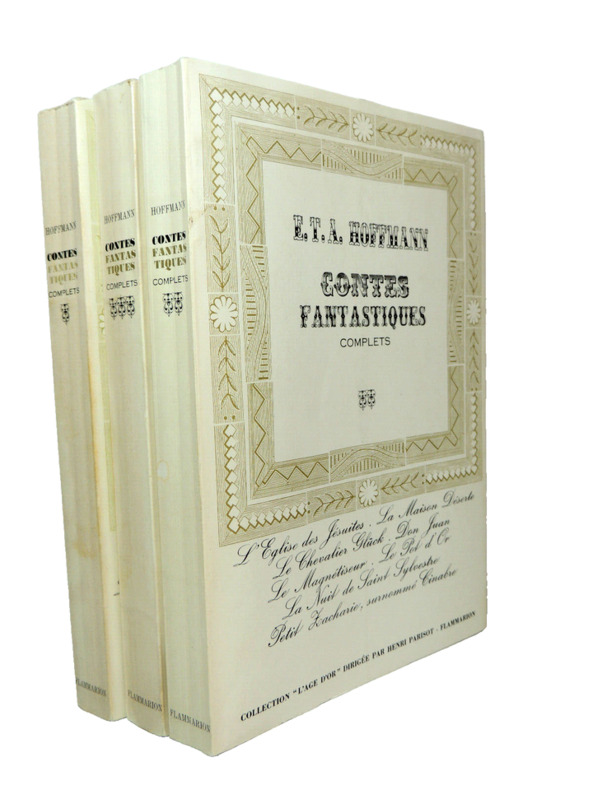 HOFFMANN
CONTES
FANTAS
TIQUES
COMPLETS
FLAMMARION
HOFFMANN
CONTES
FANTAS
TIQUES
COMPLETS
FLAMMARION
HOFFMANN
CONTES
FANTAS
TIQUES
COMPLETS
FLAMMARION
E.T.A. HOFFMANN
CONTES
FANTASTIQUES
COMPLETS
L'Eglise des Jésuites . La Maison Déserte
Le Chevalier Glück . Don Juan
Le Magnétiseur . Le Pot d'Or
La Nuit de Saint Sylvestre
Petit Zacharie, surnommé Cinabre
COLLECTION "L'AGE D'OR" DIRIGÉE PAR HENRI PARISOT - FLAMMARION